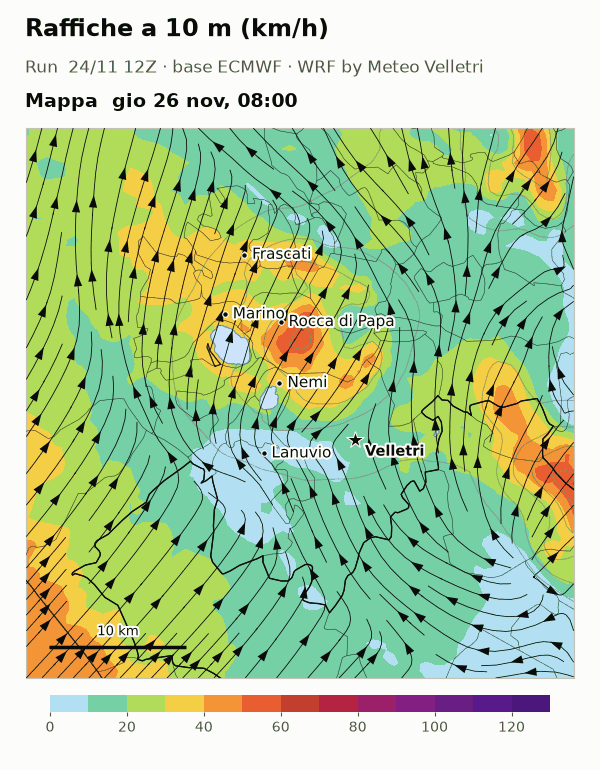 Raffiche a 10 m (km/h)
Run  24/11 12Z · base ECMWF · WRF by Meteo Velletri
Mappa  gio 26 nov, 08:00
Frascati
Marino
Rocca di Papa
Nemi
Velletri
Lanuvio
10 km
0 20 40 60 80 100 120